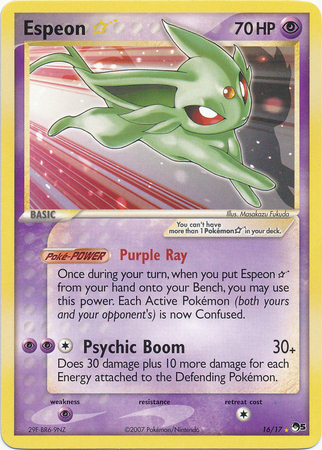 Espeon ☆ 70 HP
BASIC
Illus. Masakazu Fukuda
You can't have
more than 1 Pokémon☆ in your deck.
Poké-POWER Purple Ray
Once during your turn, when you put Espeon ☆
from your hand onto your Bench, you may use
this power. Each Active Pokémon (both yours
and your opponent's) is now Confused.
Psychic Boom 30+
Does 30 damage plus 10 more damage for each
Energy attached to the Defending Pokémon.
weakness resistance retreat cost
29F-8R6-9NZ ©2007 Pokémon/Nintendo 16/17 ★ 5